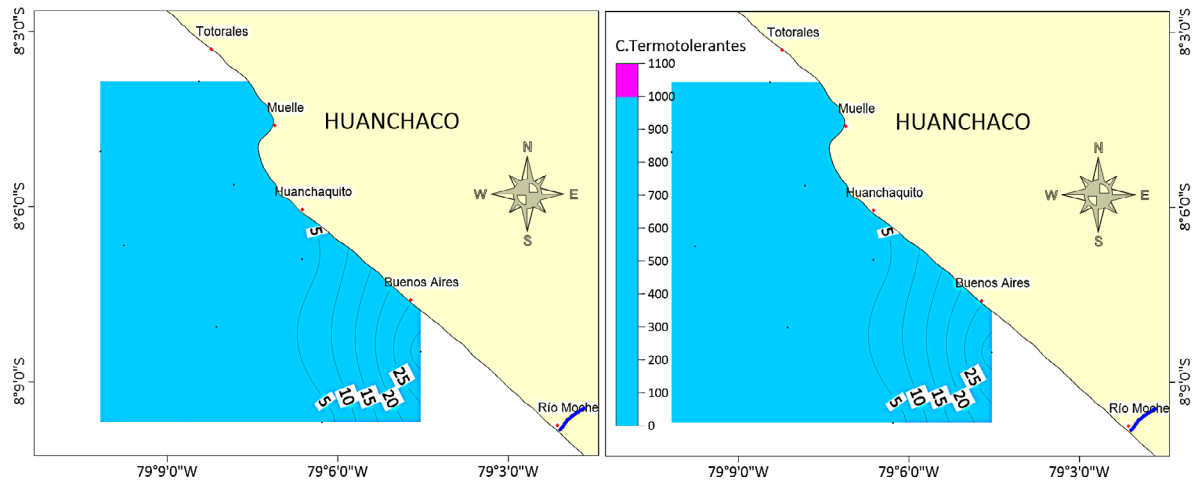 8°3'0"S
8°6'0"S
8°9'0"S
Totorales
Muelle
HUANCHACO
N
W
E
S
Huanchaquito
5
Buenos Aires
5
10
15
20
25
Río Moche
79°9'0"W
79°6'0"W
79°3'0"W
C.Termotolerantes
1100
1000
900
800
700
600
500
400
300
200
100
0
Totorales
Muelle
HUANCHACO
N
W
E
S
Huanchaquito
5
Buenos Aires
5
10
15
20
25
Río Moche
8°3'0"S
8°6'0"S
8°9'0"S
79°9'0"W
79°6'0"W
79°3'0"W